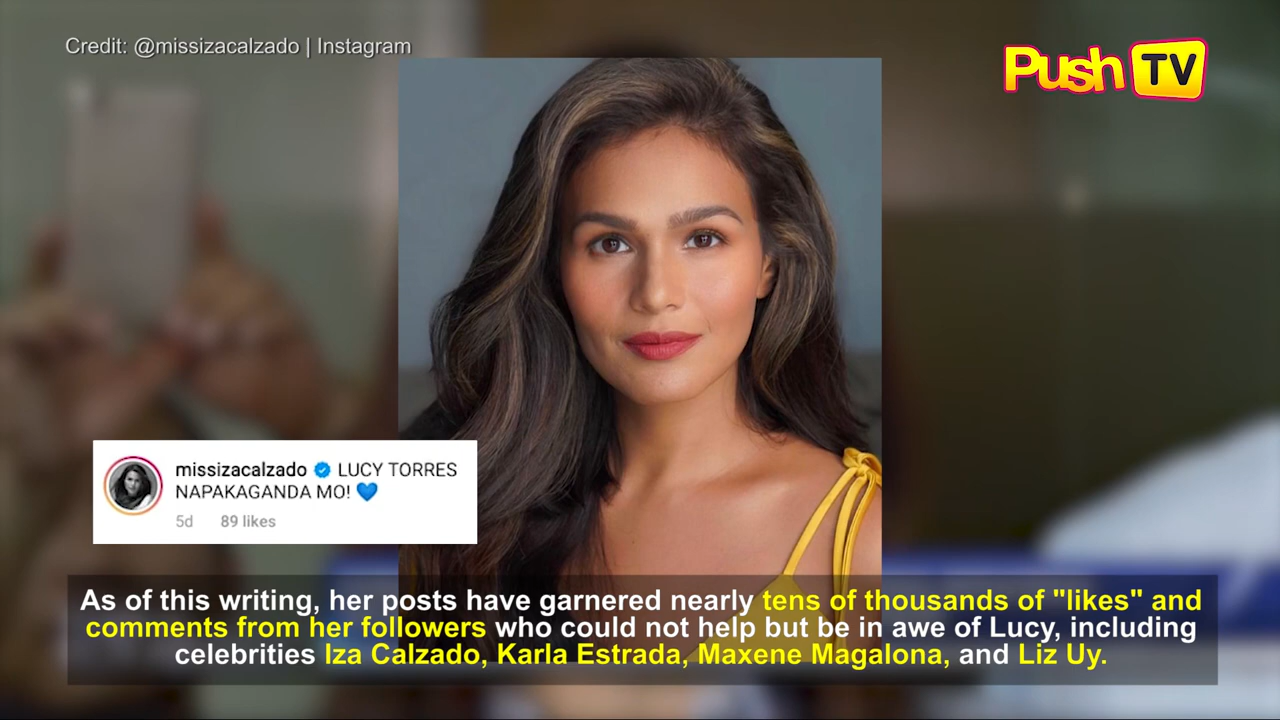 Credit: @missizacalzado | Instagram
Push TV
missizacalzado LUCY TORRES
NAPAKAGANDA MO! 💙
5d 89 likes
As of this writing, her posts have garnered nearly tens of thousands of "likes" and
comments from her followers who could not help but be in awe of Lucy, including
celebrities Iza Calzado, Karla Estrada, Maxene Magalona, and Liz Uy.